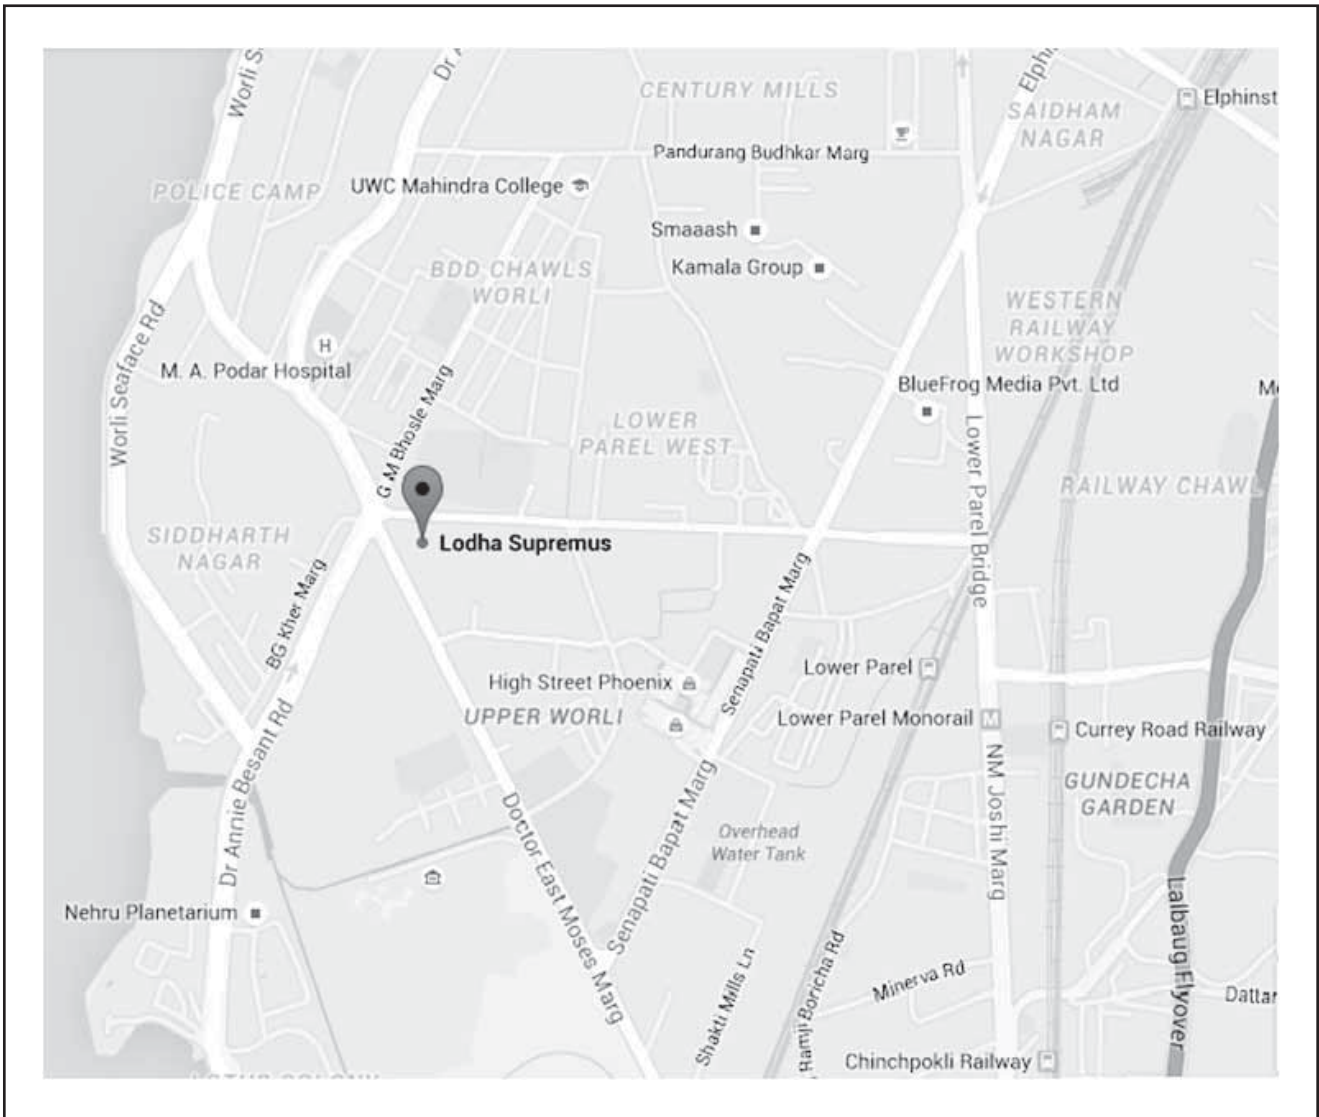 Worli S
Dr A
Elphi
CENTURY MILLS
Elphinst
SAIDHAM
NAGAR
Pandurang Budhkar Marg
POLICE CAMP
UWC Mahindra College
Smaaash
Kamala Group
BDD CHAWLS
WORLI
WESTERN
RAILWAY
WORKSHOP
Worli Seaface Rd
H
M. A. Podar Hospital
BlueFrog Media Pvt. Ltd
G M Bhosle Marg
LOWER
PAREL WEST
Lower Parel Bridge
RAILWAY CHAWL
SIDDHARTH
NAGAR
Lodha Supremus
BG Kher Marg
Senapati Bapat Marg
Lower Parel
High Street Phoenix
UPPER WORLI
Lower Parel Monorail
M
Currey Road Railway
Dr Annie Besant Rd
NM Joshi Marg
GUNDECHA
GARDEN
Doctor East Moses Marg
Senapati Bapat Marg
Overhead
Water Tank
Nehru Planetarium
Lalbaug Flyover
Shakti Mills Ln
Ramji Boricha Rd
Minerva Rd
Dattar
Chinchpokli Railway